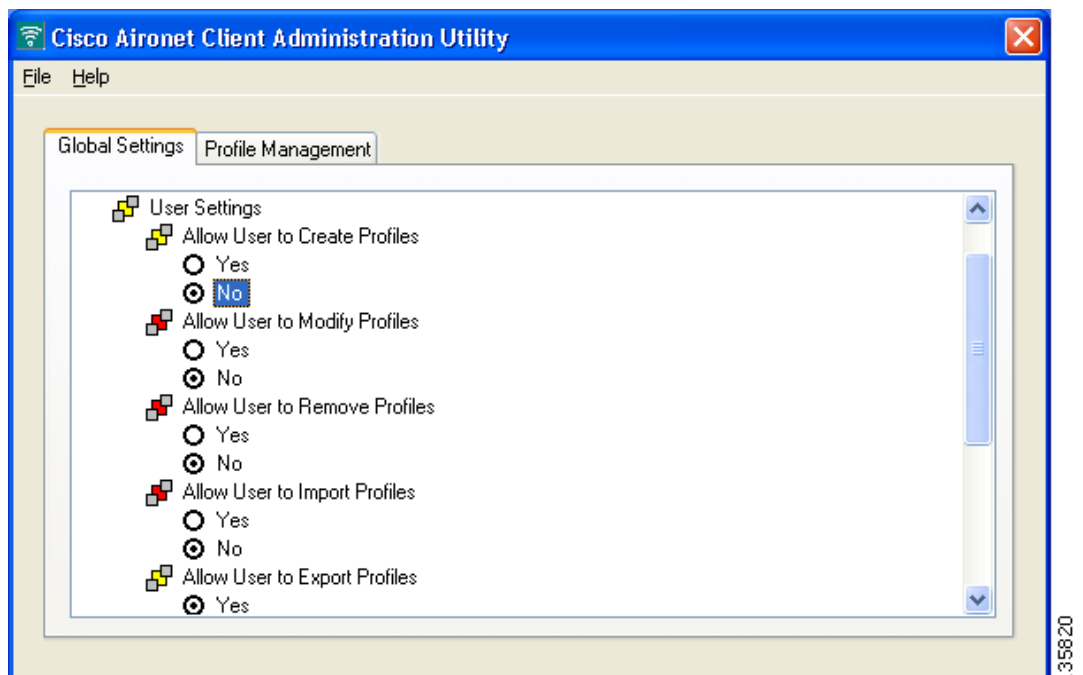 Cisco Aironet Client Administration Utility
File Help
Global Settings Profile Management
User Settings
Allow User to Create Profiles
Yes
No
Allow User to Modify Profiles
Yes
No
Allow User to Remove Profiles
Yes
No
Allow User to Import Profiles
Yes
No
Allow User to Export Profiles
Yes
35820